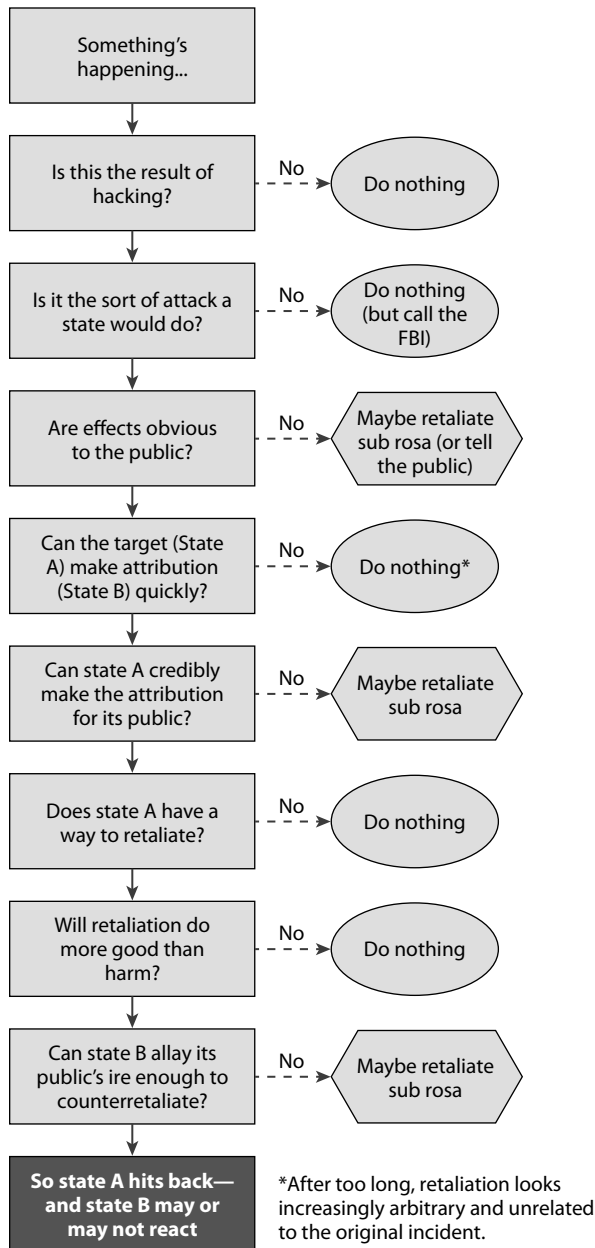 Something's
happening...
Is this the result of
hacking?
No
Do nothing
Is it the sort of attack a
state would do?
No
Do nothing
(but call the
FBI)
Are effects obvious
to the public?
No
Maybe retaliate
sub rosa (or tell
the public)
Can the target (State
A) make attribution
(State B) quickly?
No
Do nothing*
Can state A credibly
make the attribution
for its public?
No
Maybe retaliate
sub rosa
Does state A have a
way to retaliate?
No
Do nothing
Will retaliation do
more good than
harm?
No
Do nothing
Can state B allay its
public's ire enough to
counterretaliate?
No
Maybe retaliate
sub rosa
So state A hits back—
and state B may or
may not react
*After too long, retaliation looks
increasingly arbitrary and unrelated
to the original incident.